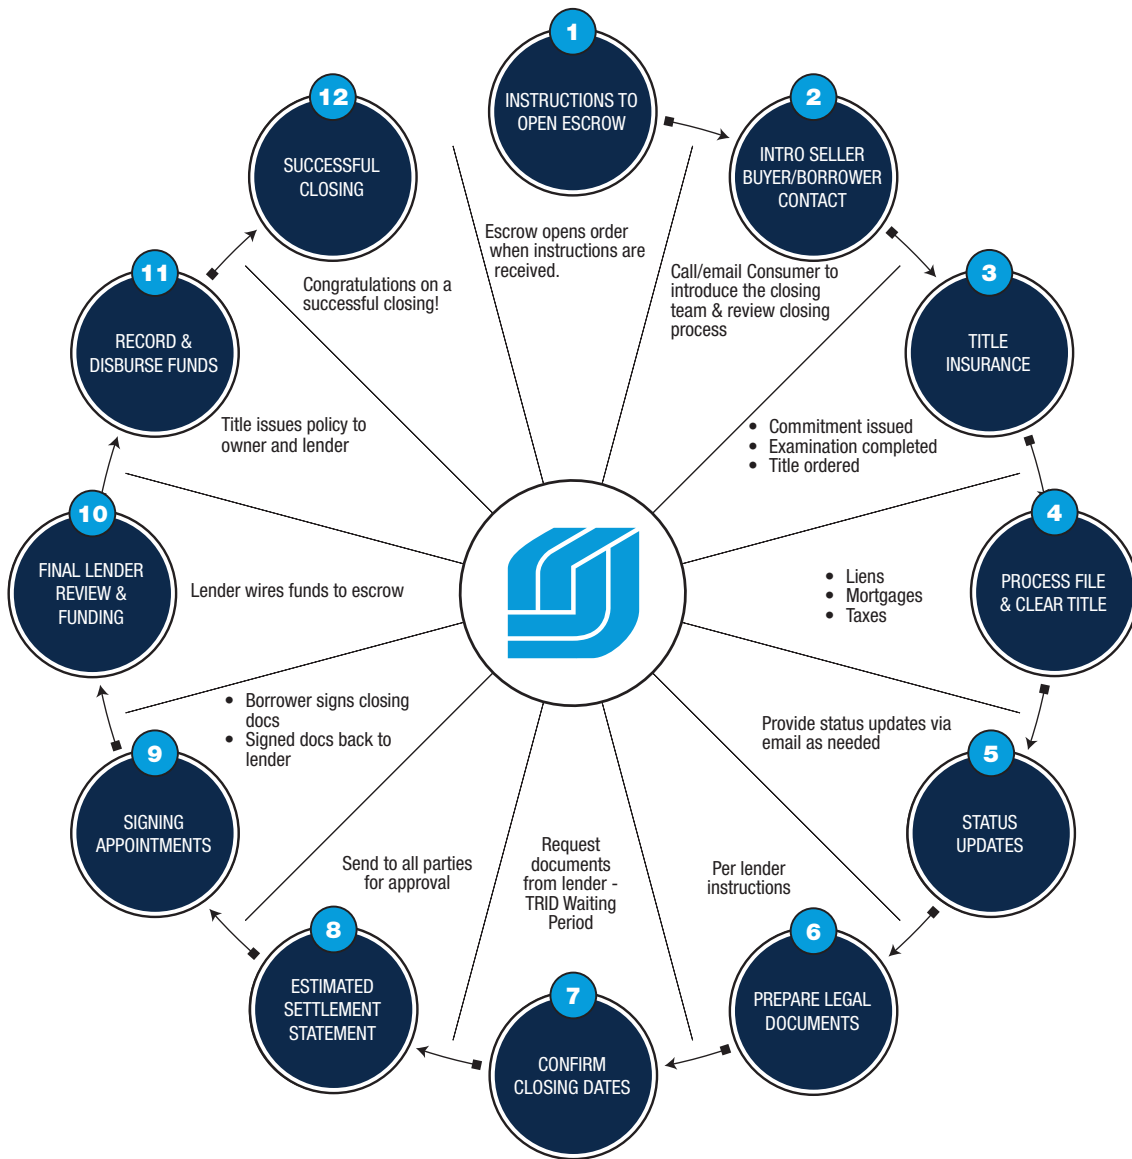 1
INSTRUCTIONS TO
OPEN ESCROW
Escrow opens order
when instructions are
received.
2
INTRO SELLER
BUYER/BORROWER
CONTACT
Call/email Consumer to
introduce the closing
team & review closing
process
3
TITLE
INSURANCE
• Commitment issued
• Examination completed
• Title ordered
4
PROCESS FILE
& CLEAR TITLE
• Liens
• Mortgages
• Taxes
5
STATUS
UPDATES
Provide status updates via
email as needed
6
PREPARE LEGAL
DOCUMENTS
Per lender
instructions
7
CONFIRM
CLOSING DATES
Request
documents
from lender -
TRID Waiting
Period
8
ESTIMATED
SETTLEMENT
STATEMENT
Send to all parties
for approval
9
SIGNING
APPOINTMENTS
• Borrower signs closing
docs
• Signed docs back to
lender
10
FINAL LENDER
REVIEW &
FUNDING
Lender wires funds to escrow
11
RECORD &
DISBURSE FUNDS
Title issues policy to
owner and lender
12
SUCCESSFUL
CLOSING
Congratulations on a
successful closing!